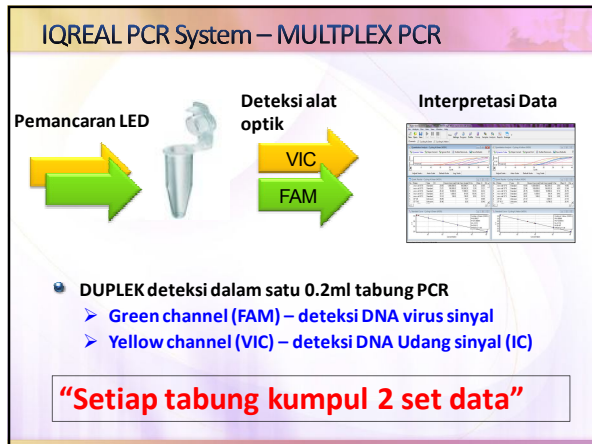 IQREAL PCR System – MULTPLEX PCR
Pemancaran LED
Deteksi alat
optik
VIC
FAM
Interpretasi Data
DUPLEK deteksi dalam satu 0.2ml tabung PCR
Green channel (FAM) – deteksi DNA virus sinyal
Yellow channel (VIC) – deteksi DNA Udang sinyal (IC)
“Setiap tabung kumpul 2 set data”